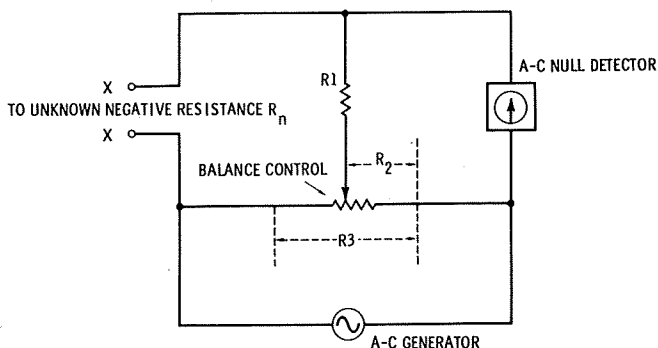 R1
A-C NULL DETECTOR
X
TO UNKNOWN NEGATIVE RESISTANCE Rn
X
R2
BALANCE CONTROL
R3
A-C GENERATOR